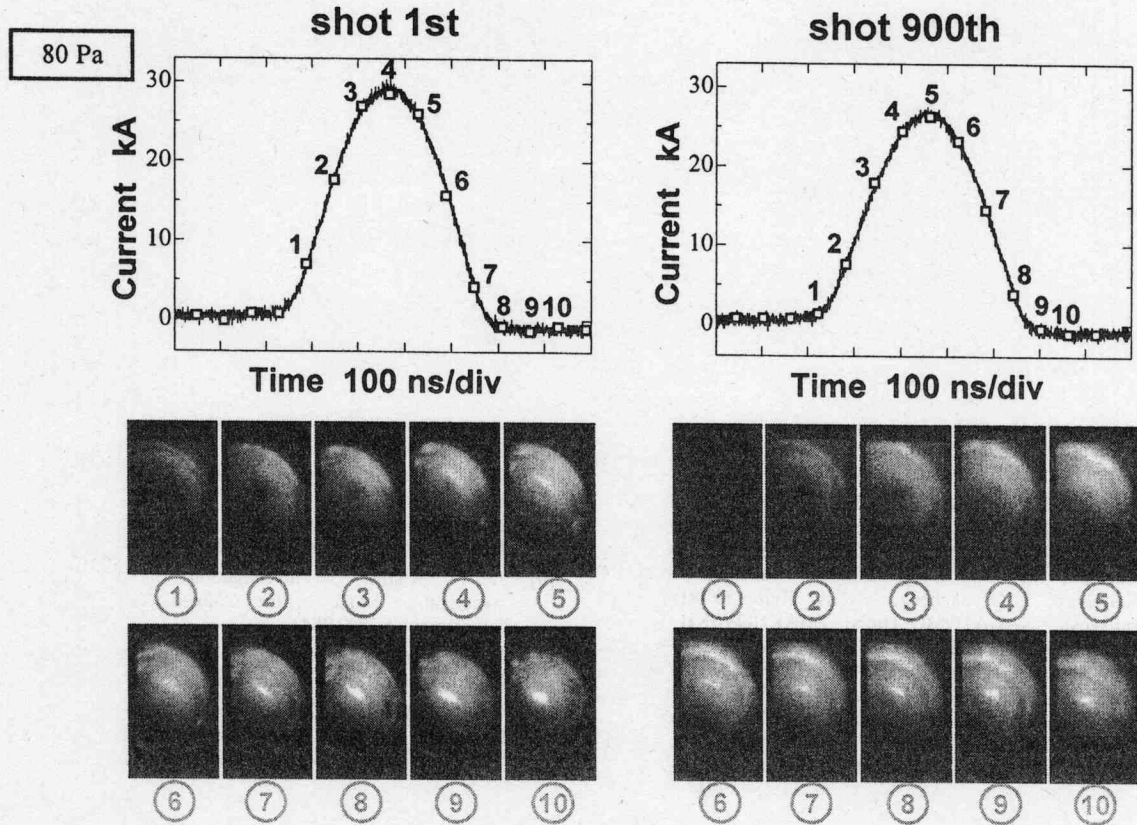 80 Pa
shot 1st
Current kA
30
20
10
0
1
2
3
4
5
6
7
8
9
10
Time 100 ns/div
shot 900th
Current kA
30
20
10
0
1
2
3
4
5
6
7
8
9
10
Time 100 ns/div
① ② ③ ④ ⑤
⑥ ⑦ ⑧ ⑨ ⑩
① ② ③ ④ ⑤
⑥ ⑦ ⑧ ⑨ ⑩